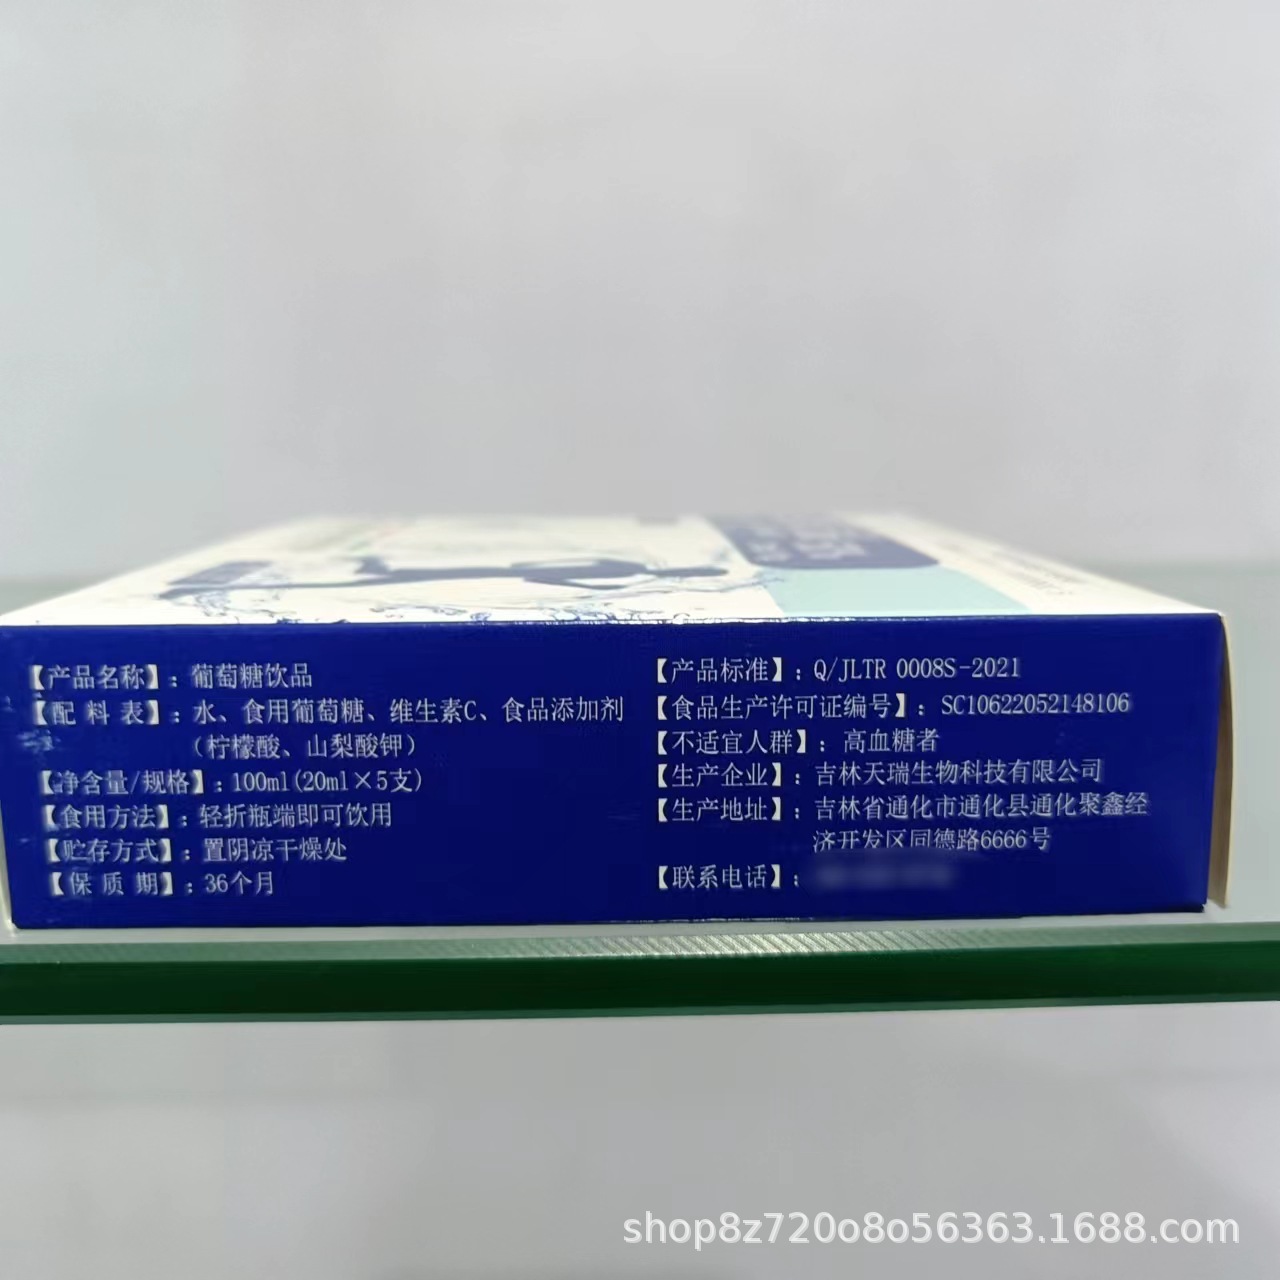 【产品名称】：葡萄糖饮品
【配 料 表】：水、食用葡萄糖、维生素C、食品添加剂
（柠檬酸、山梨酸钾）
【净含量/规格】：100ml(20ml×5支)
【食用方法】：轻折瓶端即可饮用
【贮存方式】：置阴凉干燥处
【保 质 期】：36个月
【产品标准】：Q/JLTR 0008S-2021
【食品生产许可证编号】：SC10622052148106
【不适宜人群】：高血糖者
【生产企业】：吉林天瑞生物科技有限公司
【生产地址】：吉林省通化市通化县通化聚鑫经
济开发区同德路6666号
【联系电话】：
shop8z720o8o56363.1688.com